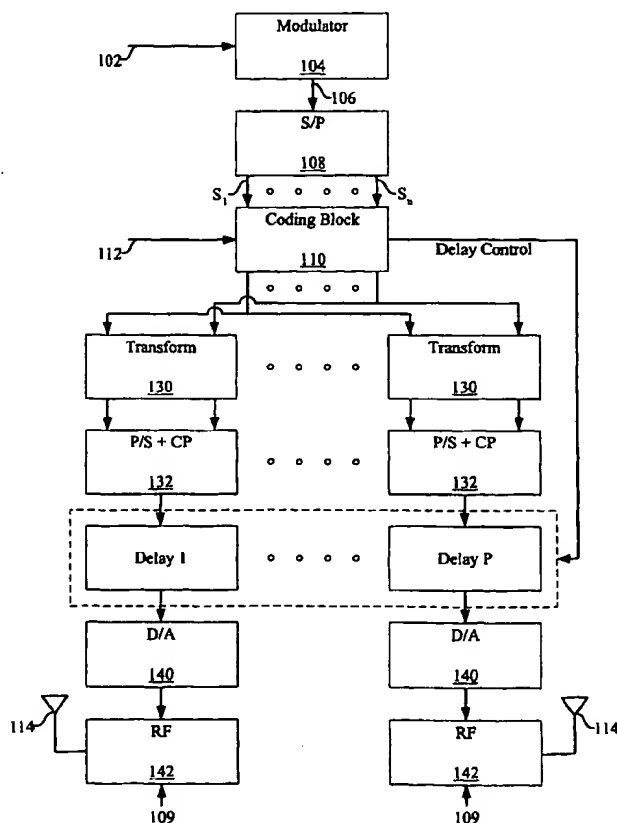 Modulator
102
104
106
S/P
108
S1
Sn
Coding Block
112
110
Delay Control
Transform
Transform
130
130
P/S + CP
P/S + CP
132
132
Delay 1
Delay P
D/A
D/A
140
140
114
RF
RF
114
142
142
109
109